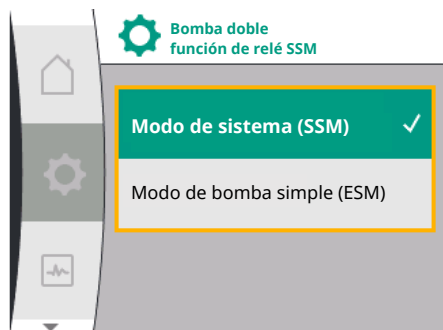 Bomba doble
función de relé SSM
Modo de sistema (SSM)
Modo de bomba simple (ESM)